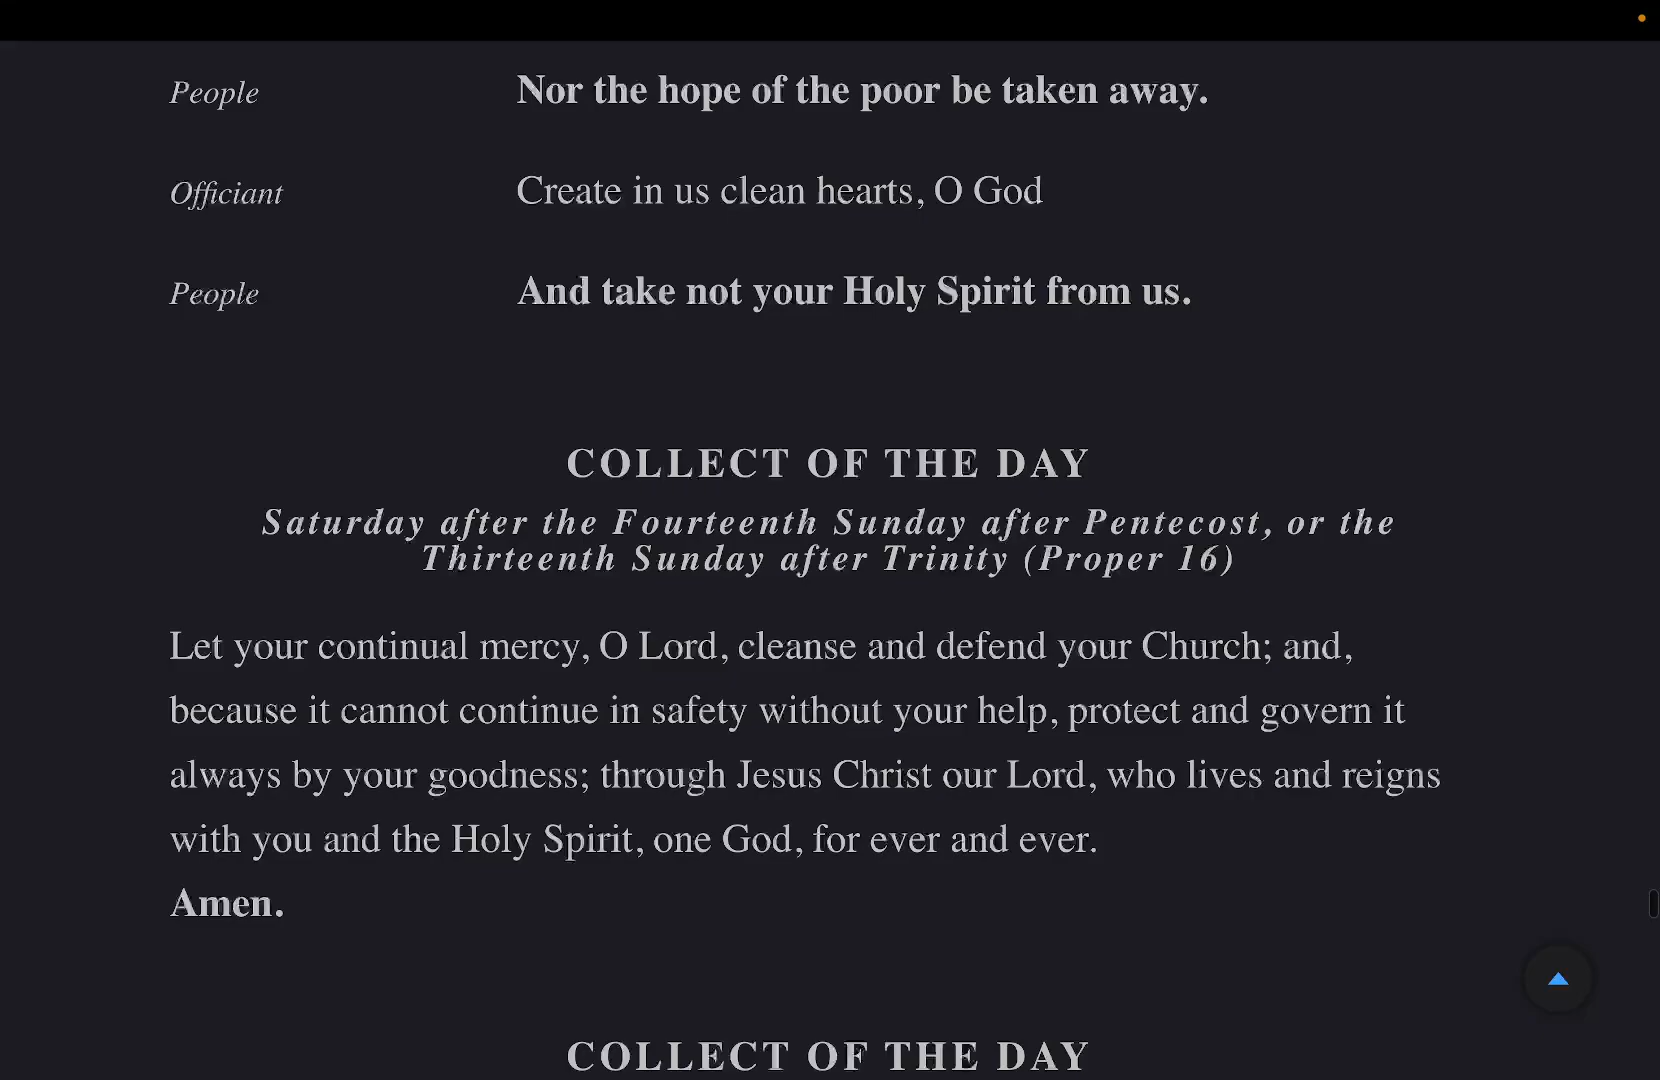 People Nor the hope of the poor be taken away.
Officiant Create in us clean hearts, O God
People And take not your Holy Spirit from us.
COLLECT OF THE DAY
Saturday after the Fourteenth Sunday after Pentecost, or the
Thirteenth Sunday after Trinity (Proper 16)
Let your continual mercy, O Lord, cleanse and defend your Church; and,
because it cannot continue in safety without your help, protect and govern it
always by your goodness; through Jesus Christ our Lord, who lives and reigns
with you and the Holy Spirit, one God, for ever and ever.
Amen.
COLLECT OF THE DAY